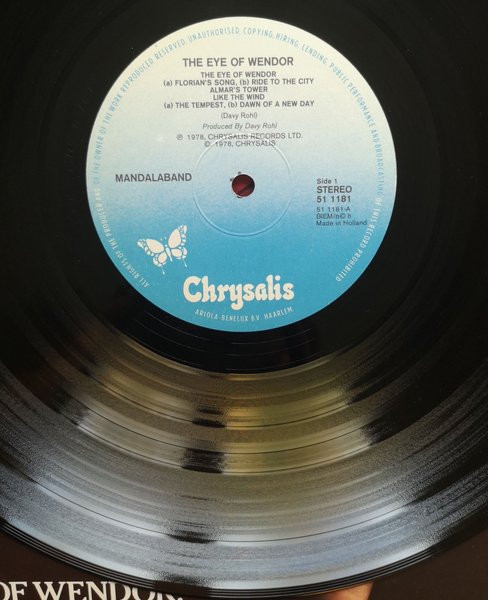 ALL RIGHTS OF THE PRODUCER AND OF THE OWNER OF THE WORK REPRODUCED RESERVED. UNAUTHORISED, COPYING, HIRING, LENDING, PUBLIC PERFORMANCE AND BROADCASTING OF THIS RECORD PROHIBITED
THE EYE OF WENDOR
THE EYE OF WENDOR
(a) FLORIAN'S SONG, (b) RIDE TO THE CITY
ALMAR'S TOWER
LIKE THE WIND
(a) THE TEMPEST, (b) DAWN OF A NEW DAY
(Davy Rohl)
Produced By Davy Rohl
℗ 1978, CHRYSALIS RECORDS LTD.
© 1978, CHRYSALIS
MANDALABAND
Side 1
STEREO
51 1181
51 1181-A
BIEM/n© b
Made in Holland
Chrysalis
ARIOLA-BENELUX B.V. HAARLEM
OF WENDOR: